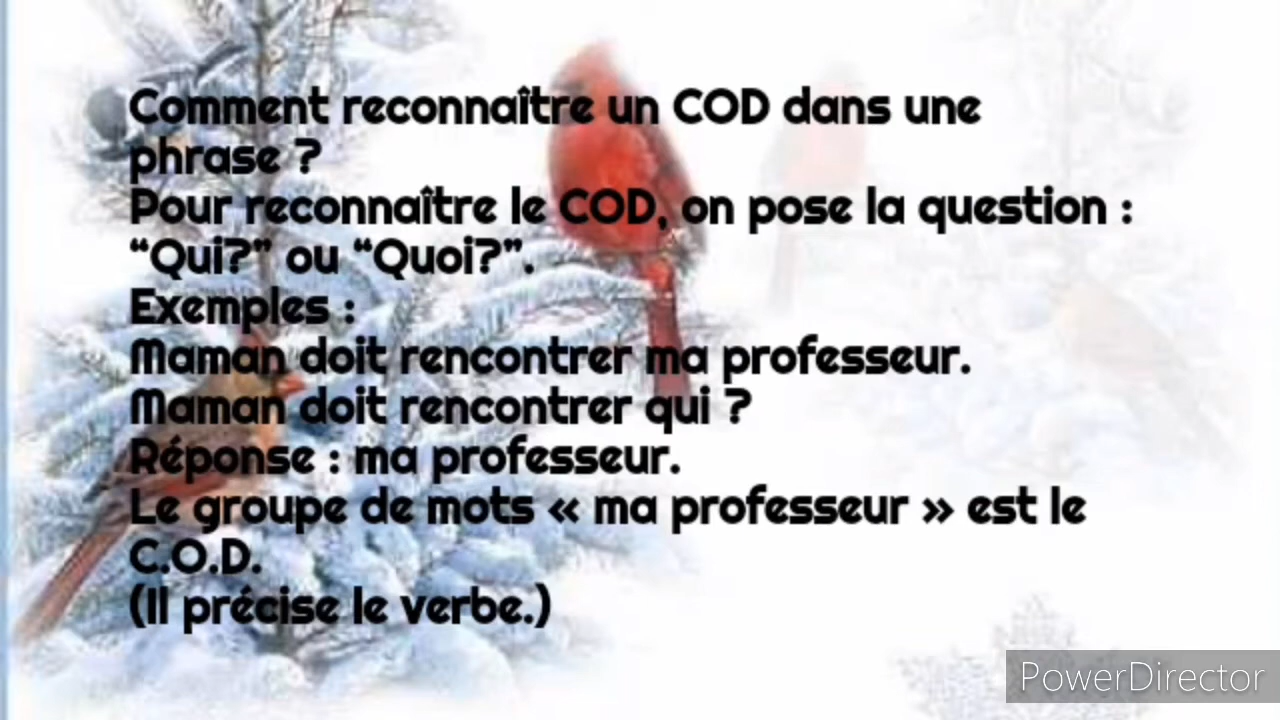 Comment reconnaître un COD dans une
phrase ?
Pour reconnaître le COD, on pose la question :
“Qui?” ou “Quoi?”.
Exemples :
Maman doit rencontrer ma professeur.
Maman doit rencontrer qui ?
Réponse : ma professeur.
Le groupe de mots « ma professeur » est le
C.O.D.
(Il précise le verbe.)
PowerDirector